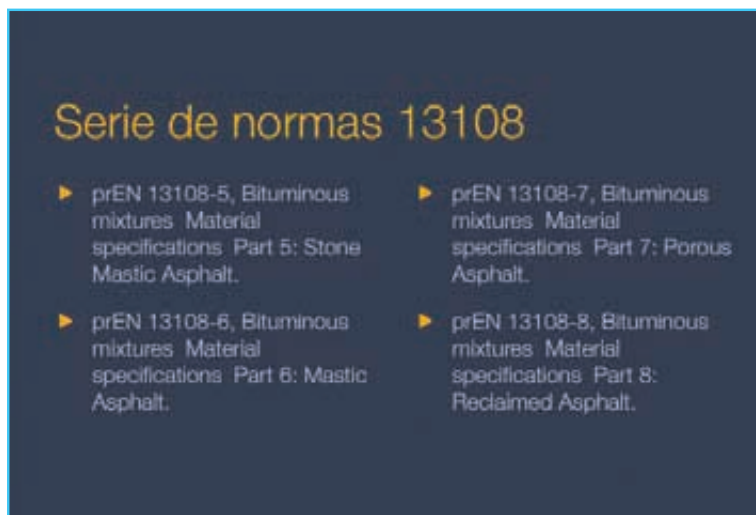 Serie de normas 13108
prEN 13108-5, Bituminous
mixtures Material
specifications Part 5: Stone
Mastic Asphalt.
prEN 13108-6, Bituminous
mixtures Material
specifications Part 6: Mastic
Asphalt.
prEN 13108-7, Bituminous
mixtures Material
specifications Part 7: Porous
Asphalt.
prEN 13108-8, Bituminous
mixtures Material
specifications Part 8:
Reclaimed Asphalt.